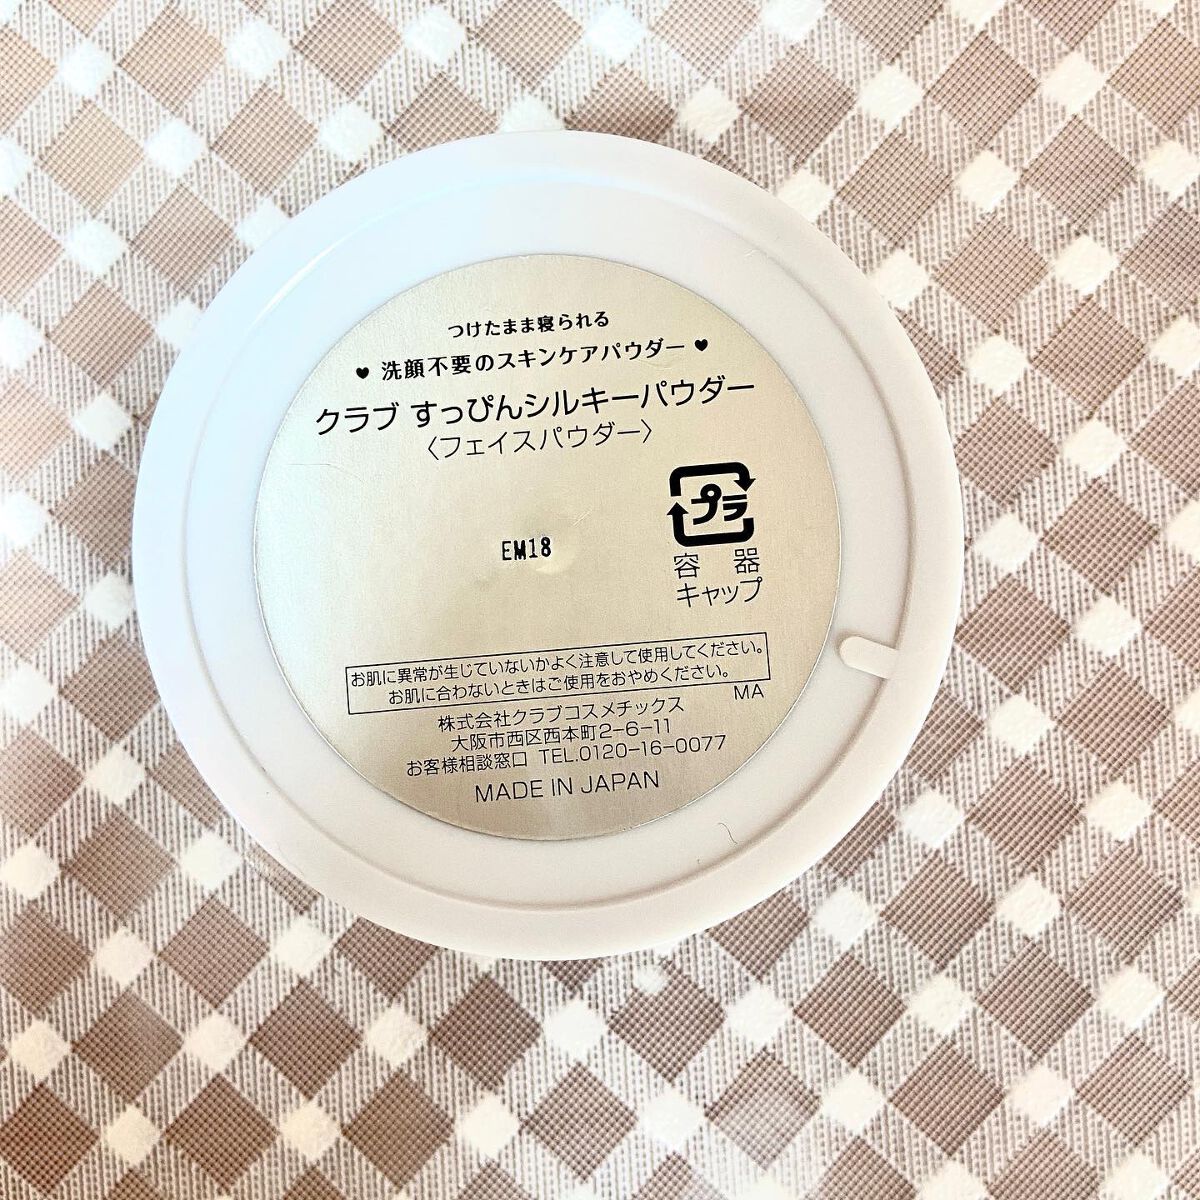 つけたまま寝られる
♥ 洗顔不要のスキンケアパウダー ♥
クラブ すっぴんシルキーパウダー
〈フェイスパウダー〉
プラ
容器
キャップ
EM18
お肌に異常が生じていないかよく注意して使用してください。
お肌に合わないときはご使用をおやめください。
MA
株式会社クラブコスメチックス
大阪市西区西本町2-6-11
お客様相談窓口 TEL.0120-16-0077
MADE IN JAPAN